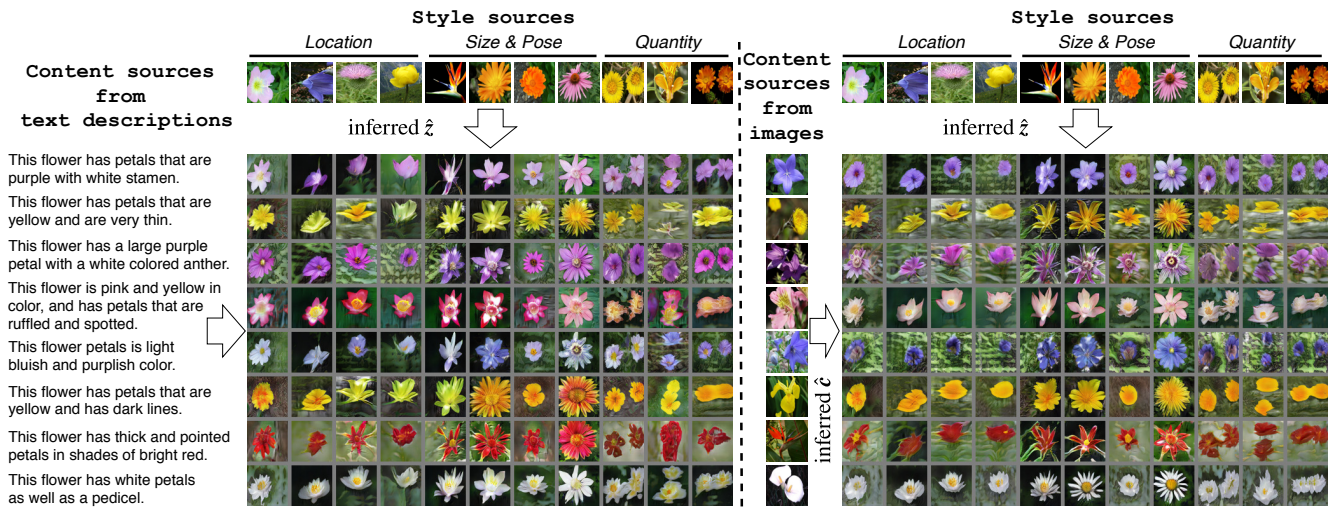 Style sources
Location
Size & Pose
Quantity
Content sources
from
text descriptions
inferred ẑ
This flower has petals that are
purple with white stamen.
This flower has petals that are
yellow and are very thin.
This flower has a large purple
petal with a white colored anther.
This flower is pink and yellow in
color, and has petals that are
ruffled and spotted.
This flower petals is light
bluish and purplish color.
This flower has petals that are
yellow and has dark lines.
This flower has thick and pointed
petals in shades of bright red.
This flower has white petals
as well as a pedicel.
Style sources
Location
Size & Pose
Quantity
Content
sources
from
images
inferred ẑ
inferred ĉ